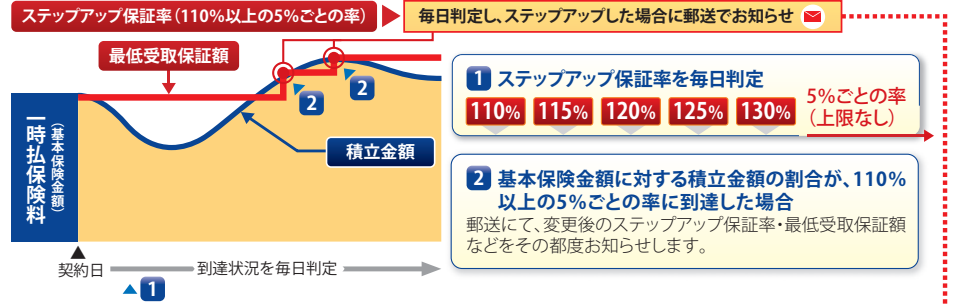 ステップアップ保証率(110%以上の5%ごとの率)
毎日判定し、ステップアップした場合に郵送でお知らせ
最低受取保証額
2
2
積立金額
一時払保険料
(基本保険金額)
契約日
到達状況を毎日判定
1
1 ステップアップ保証率を毎日判定
110% 115% 120% 125% 130%
5%ごとの率
(上限なし)
2 基本保険金額に対する積立金額の割合が、110%
以上の5%ごとの率に到達した場合
郵送にて、変更後のステップアップ保証率・最低受取保証額
などをその都度お知らせします。